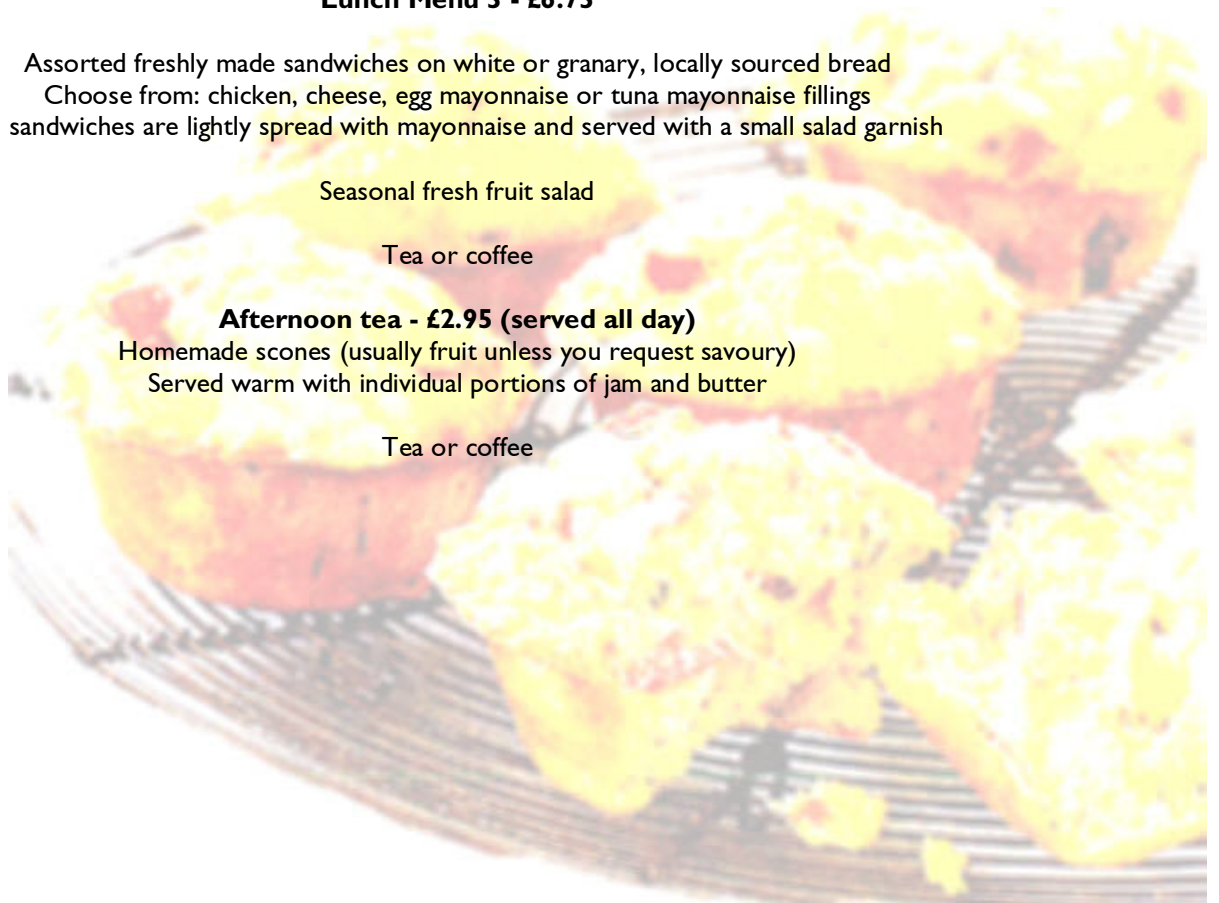 Lunch Menu
Assorted freshly made sandwiches on white or granary, locally sourced bread
Choose from: chicken, cheese, egg mayonnaise or tuna mayonnaise fillings
sandwiches are lightly spread with mayonnaise and served with a small salad garnish
Seasonal fresh fruit salad
Tea or coffee
Afternoon tea - £2.95 (served all day)
Homemade scones (usually fruit unless you request savoury)
Served warm with individual portions of jam and butter
Tea or coffee